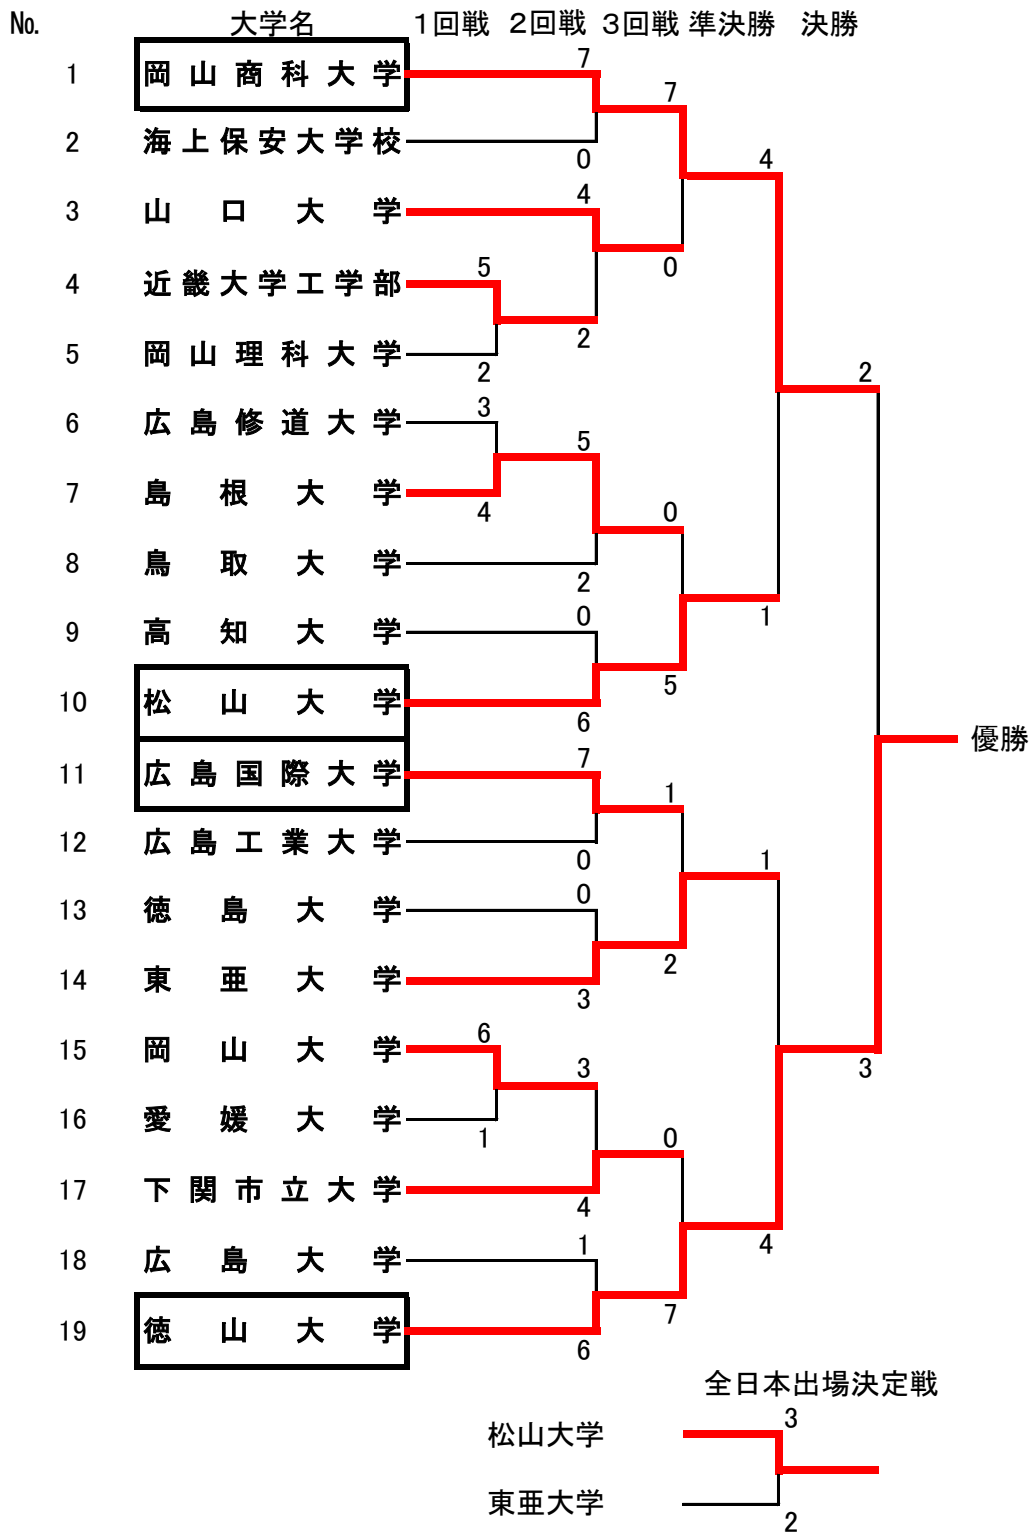 No. 大学名 1回戦 2回戦 3回戦 準決勝 決勝
7
1 岡山商科大学
7
2 海上保安大学校
0
4
4
3 山口大学
0
5
4 近畿大学工学部
2
5 岡山理科大学
2
2
3
6 広島修道大学
5
7 島根大学
4
0
8 鳥取大学
2
0
1
9 高知大学
5
10 松山大学
6
優勝
7
11 広島国際大学
1
12 広島工業大学
0
1
0
13 徳島大学
2
14 東亜大学
3
6
15 岡山大学
3
3
16 愛媛大学
1
0
17 下関市立大学
4
1
4
18 広島大学
7
19 徳山大学
6
全日本出場決定戦
3
松山大学
東亜大学
2